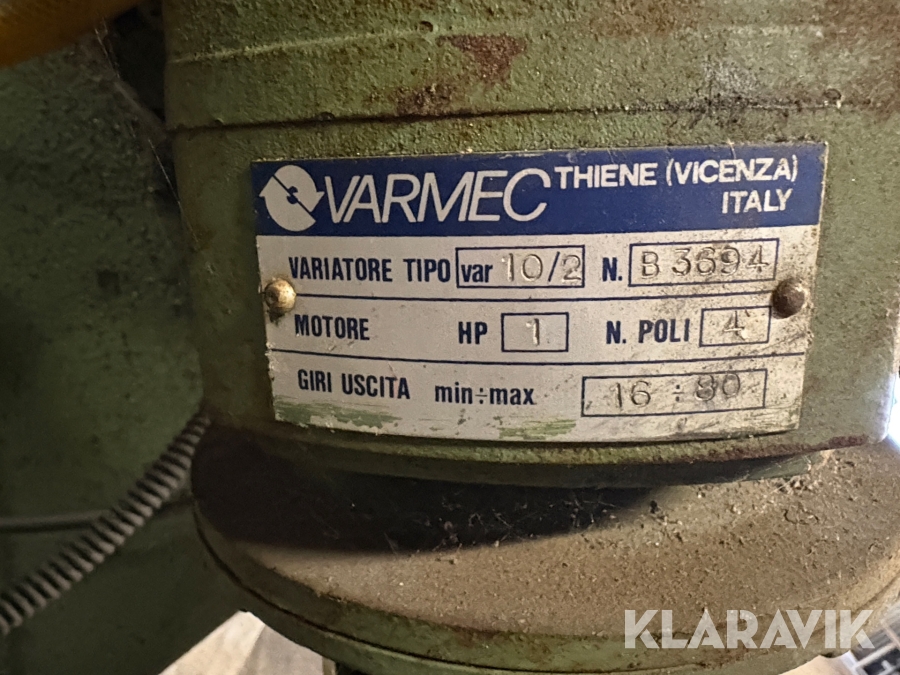 VARMEC THIENE (VICENZA)
ITALY
VARIATORE TIPO var 10/2 N. B 3694
MOTORE HP 1 N. POLI 4
GIRI USCITA min÷max 16 : 80
KLARAVIK